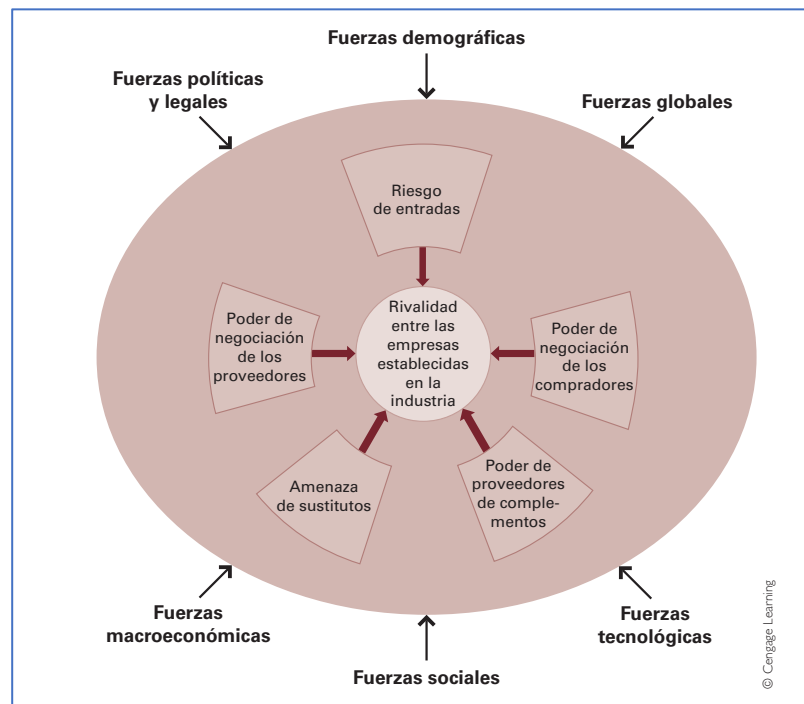 Fuerzas demográficas
Fuerzas políticas
y legales
Fuerzas globales
Riesgo
de entradas
Poder de
negociación
de los
proveedores
Rivalidad
entre las
empresas
establecidas
en la
industria
Poder de
negociación
de los
compradores
Amenaza
de sustitutos
Poder de
proveedores
de comple-
mentos
Fuerzas
macroeconómicas
Fuerzas sociales
Fuerzas
tecnológicas
© Cengage Learning